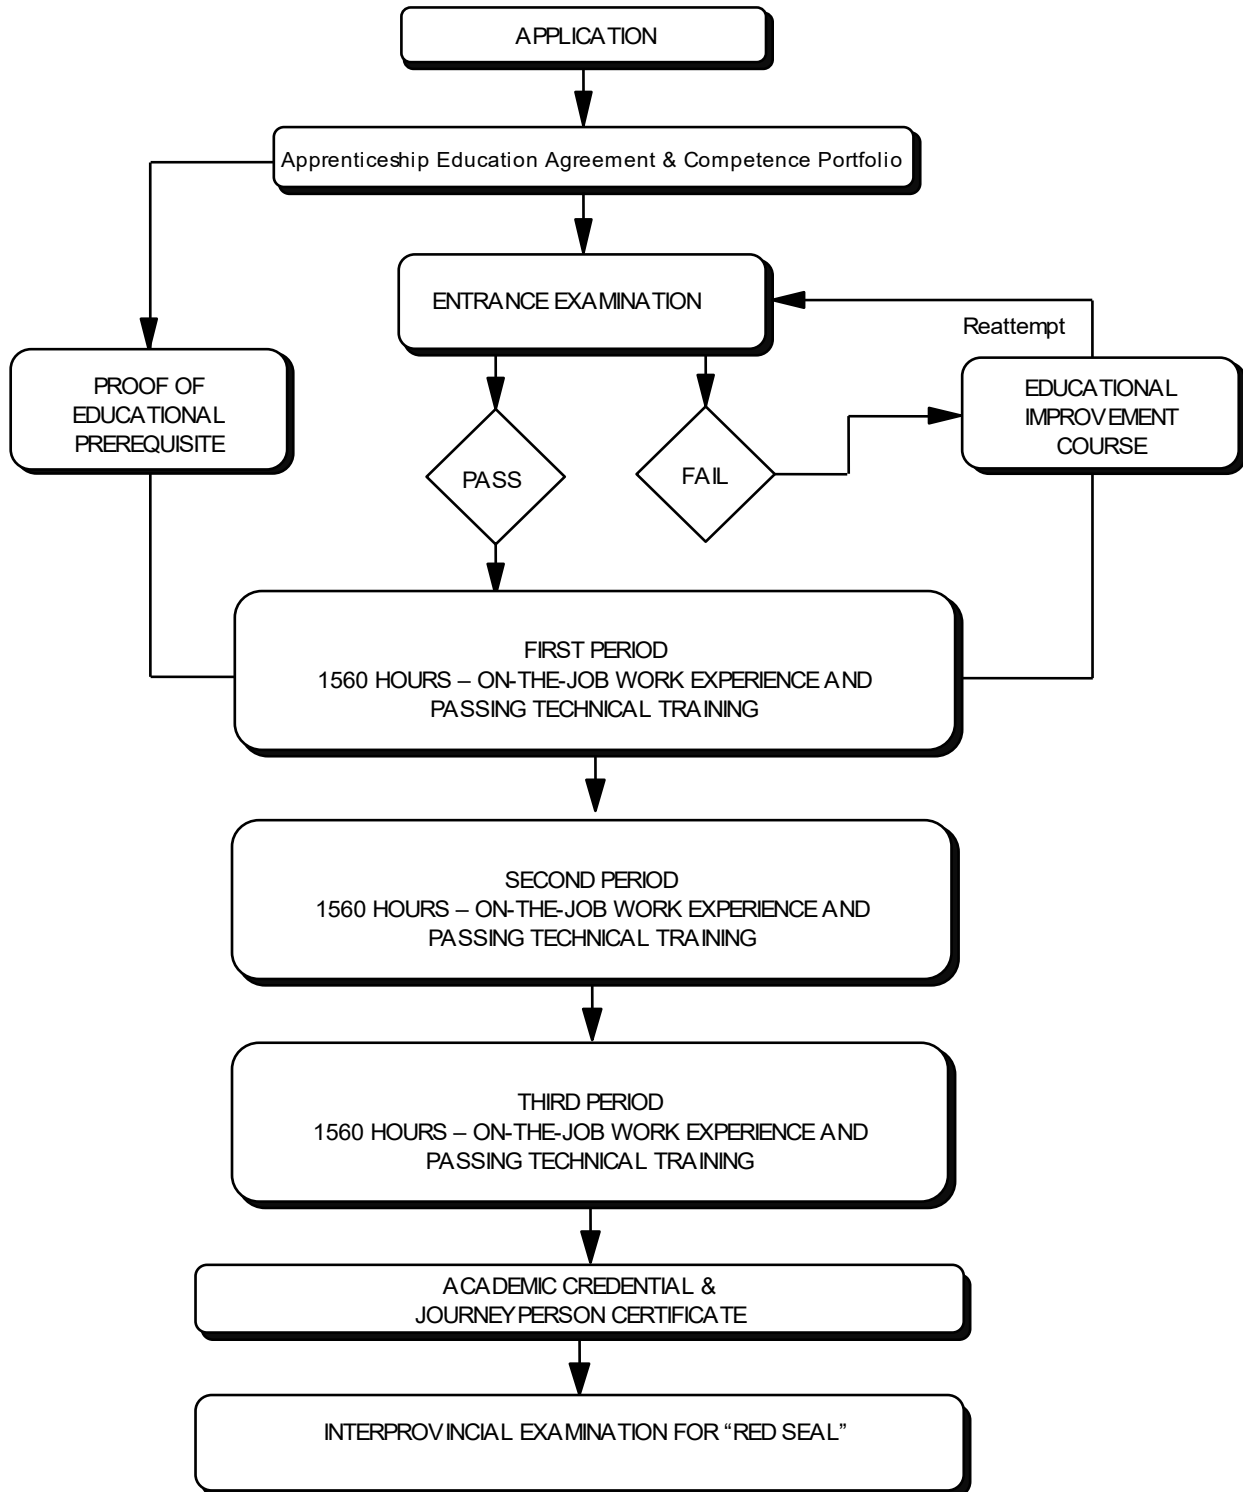 APPLICATION
Apprenticeship Education Agreement & Competence Portfolio
ENTRANCE EXAMINATION
Reattempt
PROOF OF
EDUCATIONAL
PREREQUISITE
EDUCATIONAL
IMPROVEMENT
COURSE
PASS
FAIL
FIRST PERIOD
1560 HOURS – ON-THE-JOB WORK EXPERIENCE AND
PASSING TECHNICAL TRAINING
SECOND PERIOD
1560 HOURS – ON-THE-JOB WORK EXPERIENCE AND
PASSING TECHNICAL TRAINING
THIRD PERIOD
1560 HOURS – ON-THE-JOB WORK EXPERIENCE AND
PASSING TECHNICAL TRAINING
ACADEMIC CREDENTIAL &
JOURNEYPERSON CERTIFICATE
INTERPROVINCIAL EXAMINATION FOR “RED SEAL”